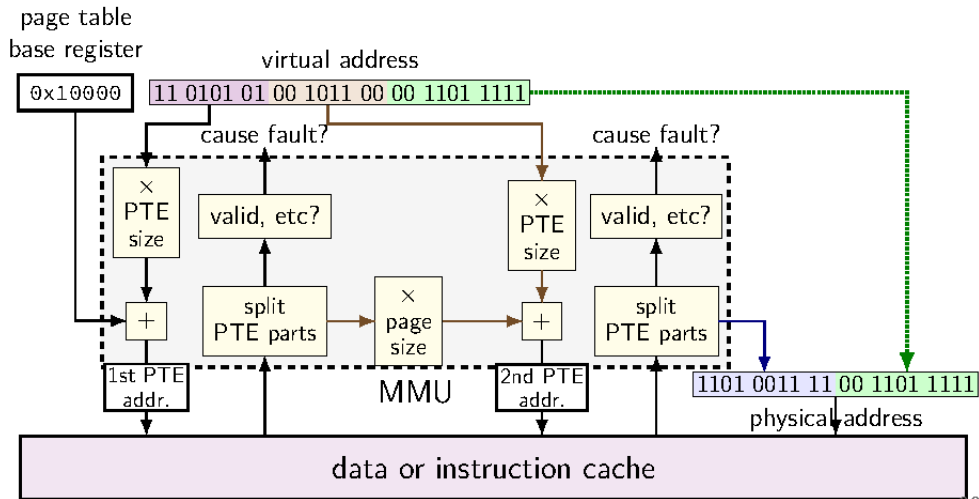 page table
base register
0x10000
virtual address
11 0101 01 00 1011 00 00 1101 1111
cause fault?
cause fault?
×
PTE
size
valid, etc?
×
PTE
size
valid, etc?
+
split
PTE parts
×
page
size
+
split
PTE parts
1st PTE
addr.
MMU
2nd PTE
addr.
1101 0011 11 00 1101 1111
physical address
data or instruction cache